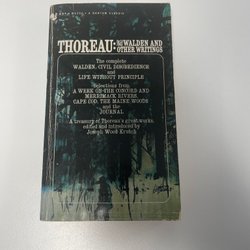 A BANTAM CLASSIC
THOREAU:
WALDEN AND
OTHER WRITINGS
The complete
WALDEN, CIVIL DISOBEDIENCE
and
LIFE WITHOUT PRINCIPLE
Selections from
A WEEK ON THE CONCORD AND
MERRIMACK RIVERS,
CAPE COD, THE MAINE WOODS
and the
JOURNAL
A treasury of Thoreau's great works,
edited and introduced by
Joseph Wood Krutch